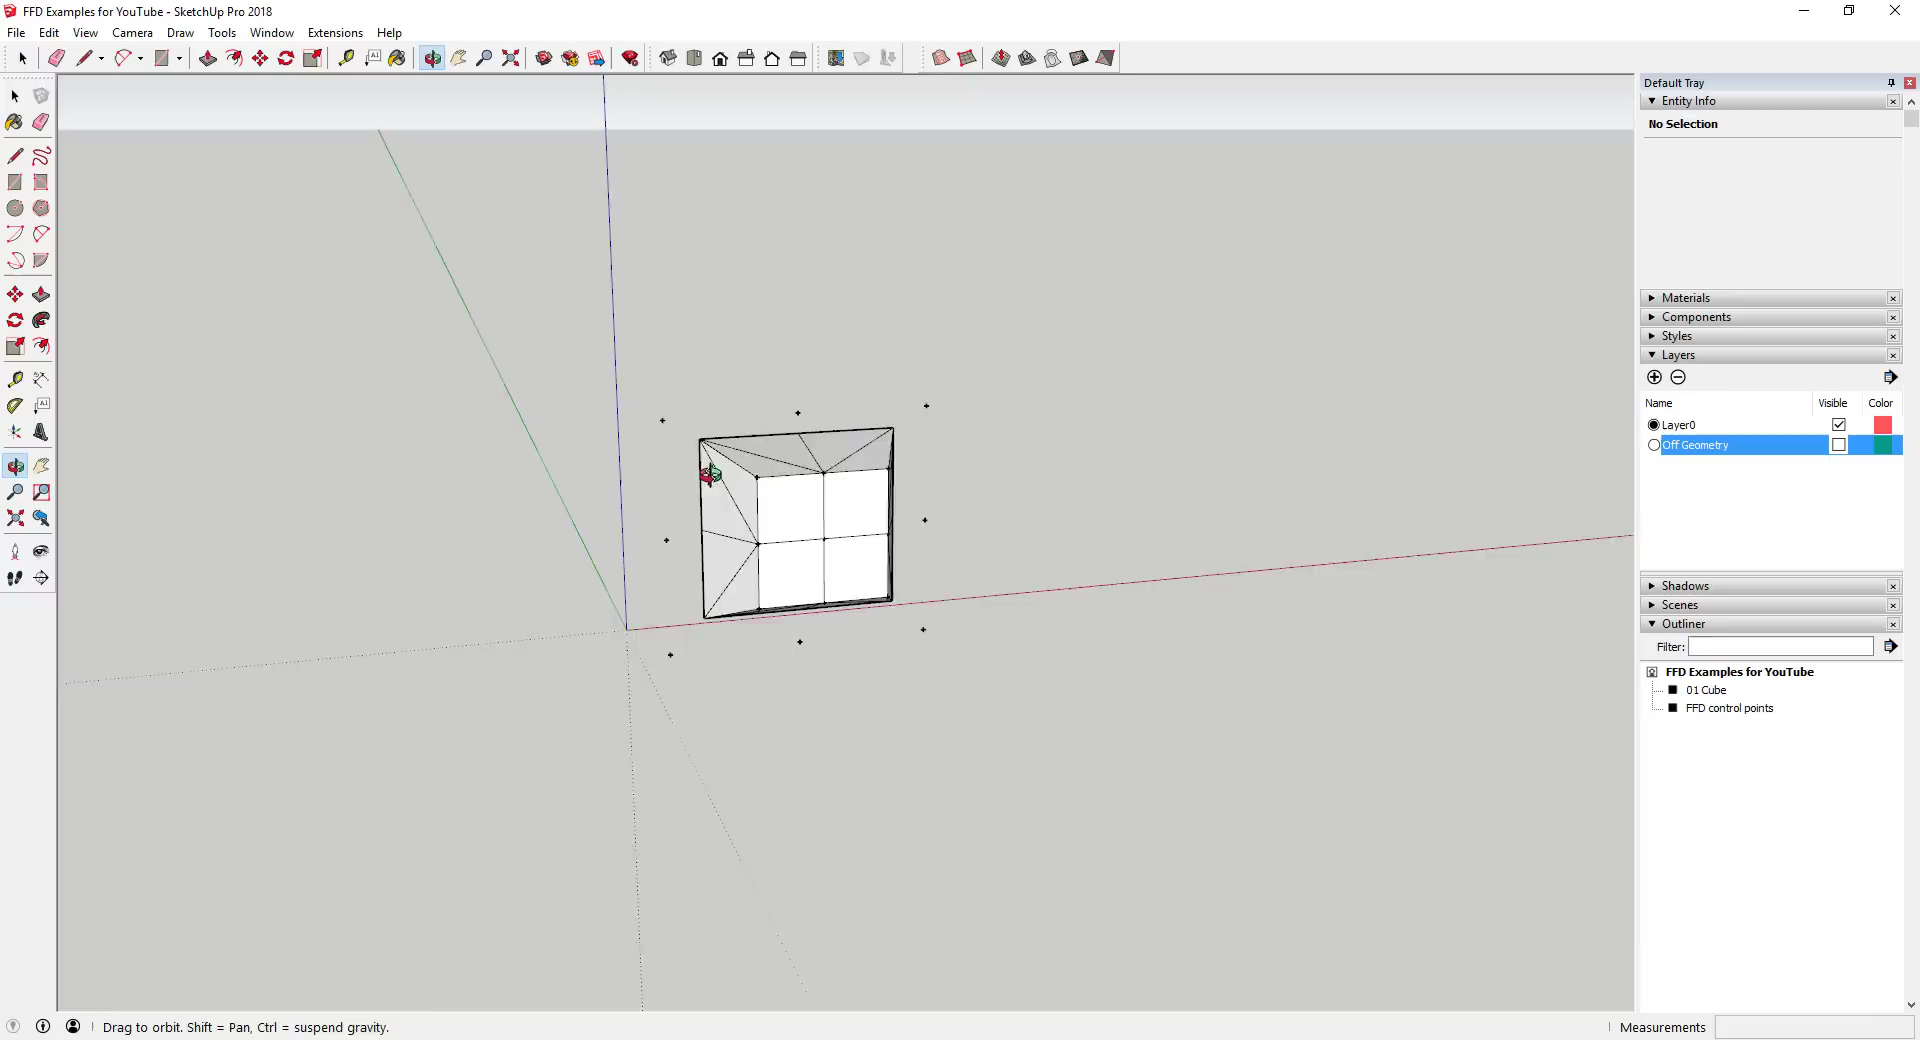 FFD Examples for YouTube - SketchUp Pro 2018
File Edit View Camera Draw Tools Window Extensions Help
Default Tray
Entity Info
No Selection
Materials
Components
Styles
Layers
Name Visible Color
Layer0
Off Geometry
Shadows
Scenes
Outliner
Filter:
FFD Examples for YouTube
01 Cube
FFD control points
Drag to orbit. Shift = Pan, Ctrl = suspend gravity.
Measurements